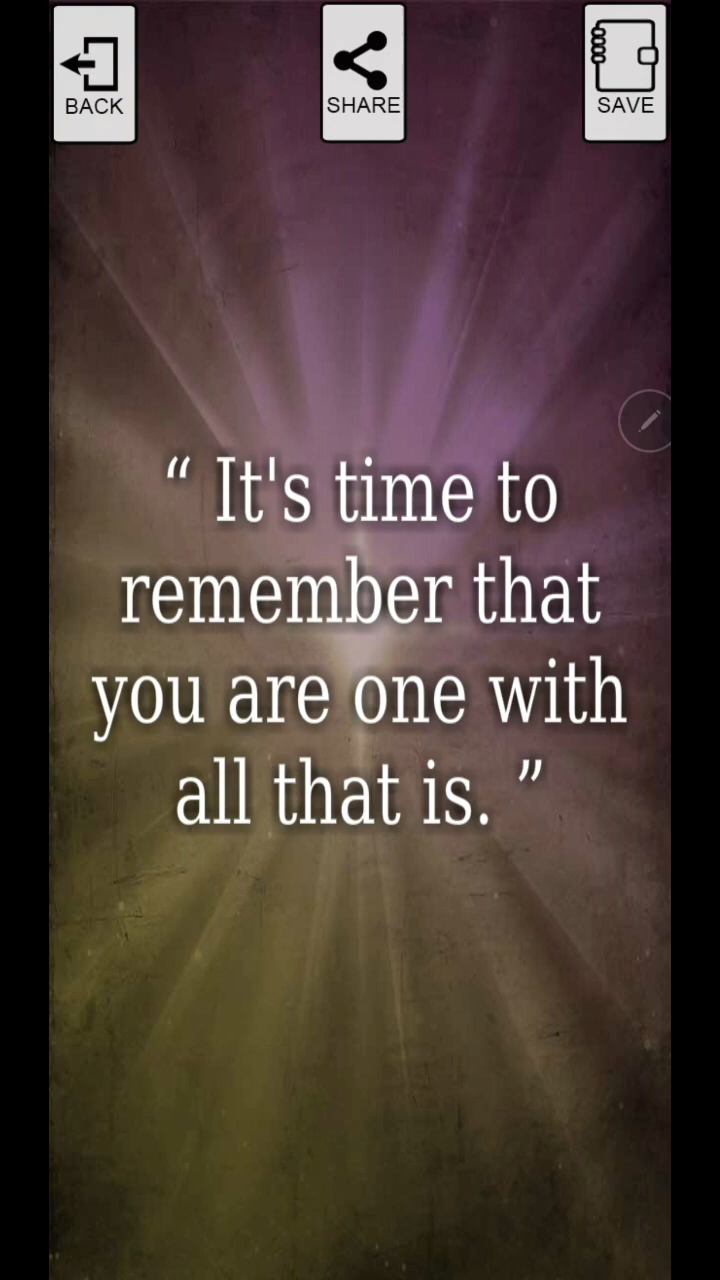 BACK
SHARE
SAVE
“ It's time to
remember that
you are one with
all that is. ”